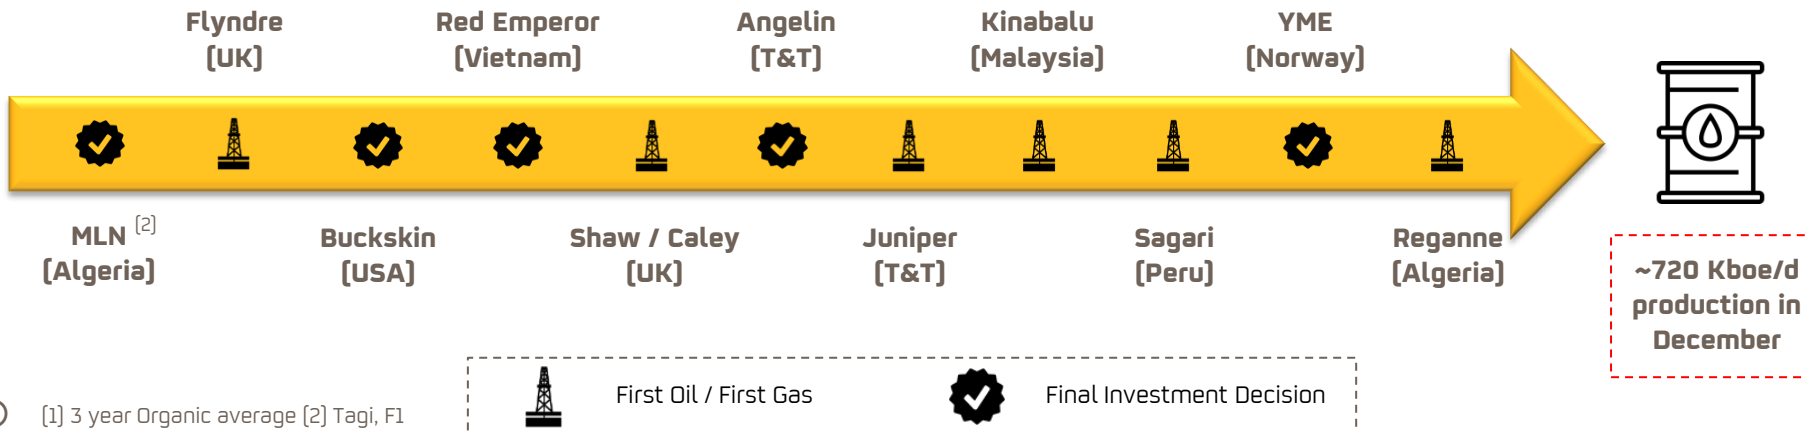 Flyndre
(UK)
Red Emperor
(Vietnam)
Angelin
(T&T)
Kinabalu
(Malaysia)
YME
(Norway)
MLN (2)
(Algeria)
Buckskin
(USA)
Shaw / Caley
(UK)
Juniper
(T&T)
Sagari
(Peru)
Reganne
(Algeria)
~720 Kboe/d
production in
December
First Oil / First Gas
Final Investment Decision
(1) 3 year Organic average (2) Tagi, F1